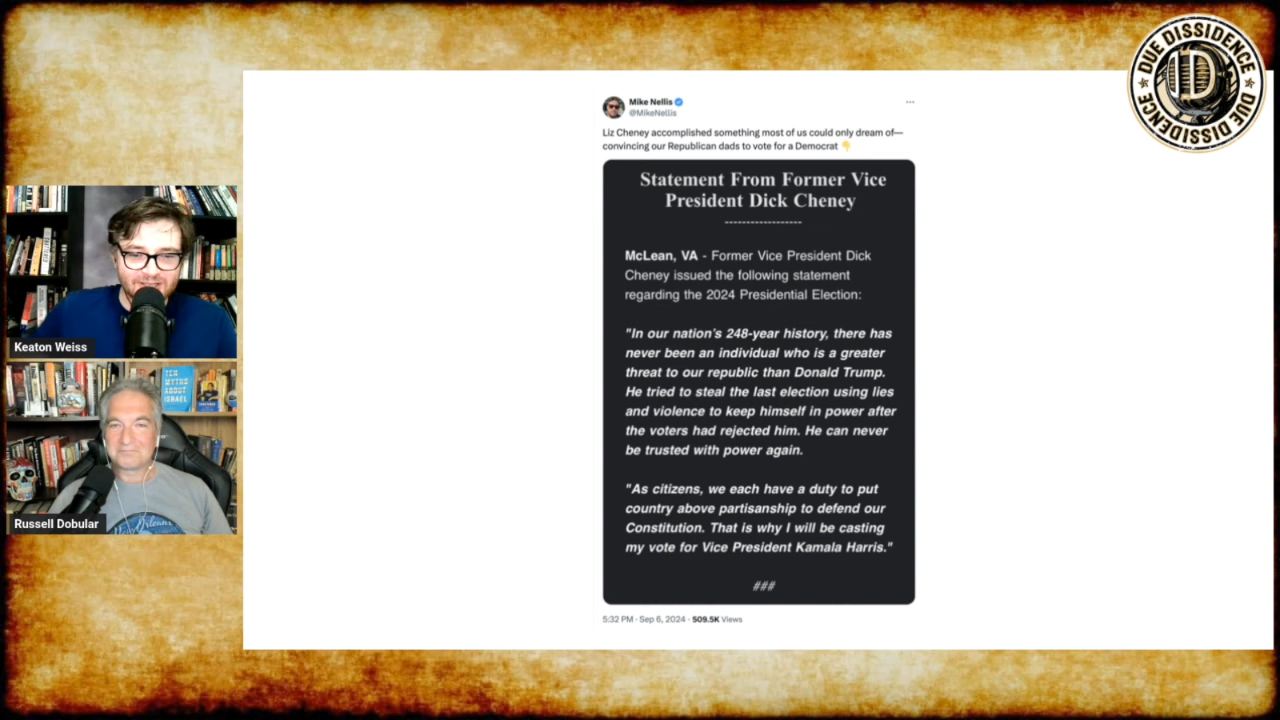 DUE DISSIDENCE
DUE DISSIDENCE
D
Mike Nellis
@MikeNellis
Liz Cheney accomplished something most of us could only dream of—
convincing our Republican dads to vote for a Democrat 👇
Statement From Former Vice
President Dick Cheney
------------------
McLean, VA - Former Vice President Dick
Cheney issued the following statement
regarding the 2024 Presidential Election:
"In our nation's 248-year history, there has
never been an individual who is a greater
threat to our republic than Donald Trump.
He tried to steal the last election using lies
and violence to keep himself in power after
the voters had rejected him. He can never
be trusted with power again.
"As citizens, we each have a duty to put
country above partisanship to defend our
Constitution. That is why I will be casting
my vote for Vice President Kamala Harris."
###
5:32 PM · Sep 6, 2024 · 509.5K Views
Keaton Weiss
TEN
MYTHS
ABOUT
ISRAEL
New Orleans
Russell Dobular